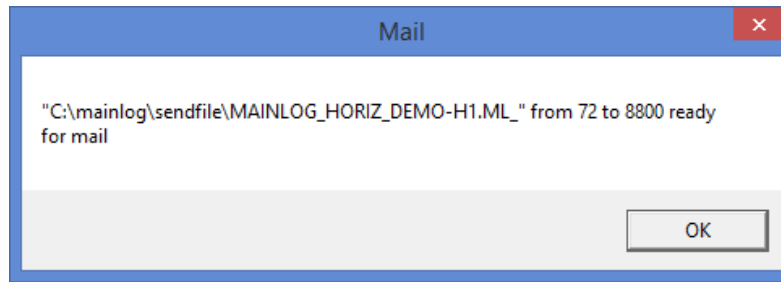 Mail
"C:\mainlog\sendfile\MAINLOG_HORIZ_DEMO-H1.ML_" from 72 to 8800 ready
for mail
OK